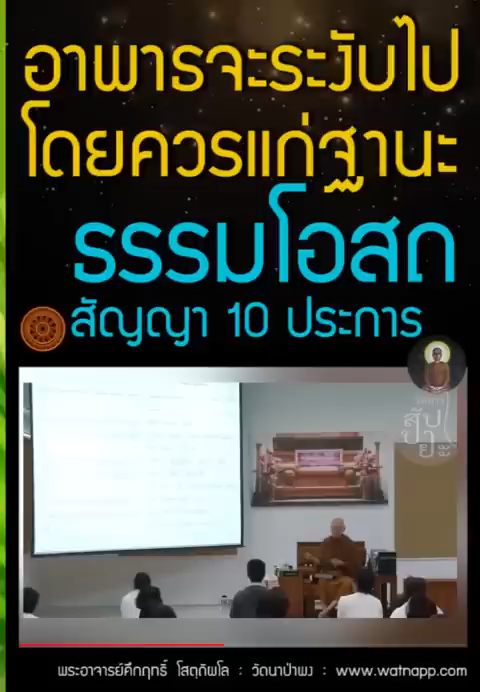 อาพาธจะระงับไป
โดยควรแก่ฐานะ
ธรรมโอสถ
สัญญา 10 ประการ
พระอาจารย์คึกฤทธิ์ โสตฺถิผโล : วัดนาป่าพง : www.watnapp.com